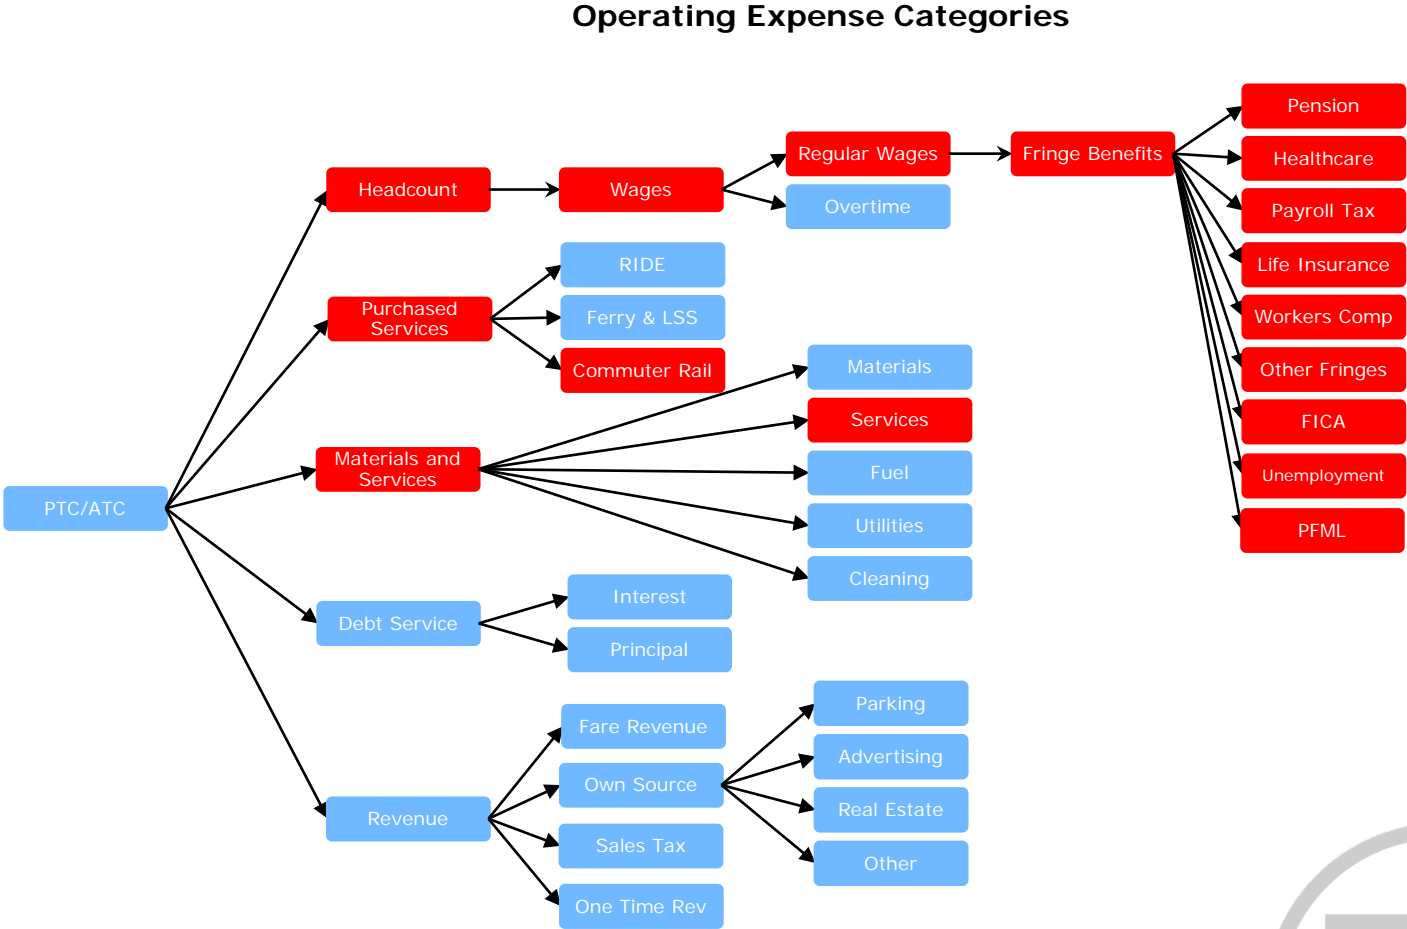 Operating Expense Categories
PTC/ATC
Headcount
Wages
Regular Wages
Overtime
Fringe Benefits
Pension
Healthcare
Payroll Tax
Life Insurance
Workers Comp
Other Fringes
FICA
Unemployment
PFML
Purchased
Services
RIDE
Ferry & LSS
Commuter Rail
Materials and
Services
Materials
Services
Fuel
Utilities
Cleaning
Debt Service
Interest
Principal
Revenue
Fare Revenue
Own Source
Sales Tax
One Time Rev
Parking
Advertising
Real Estate
Other